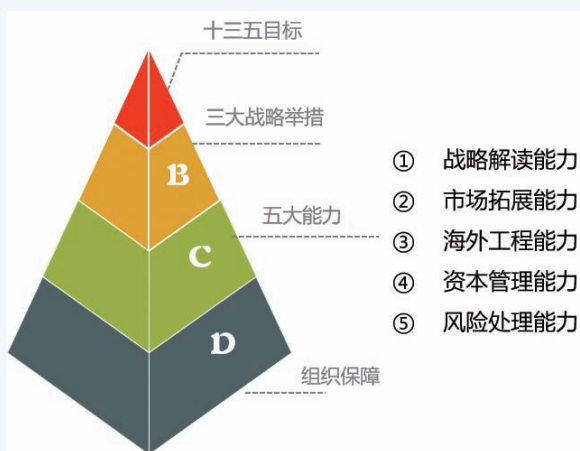 十三五目标
三大战略举措
B
五大能力
C
D
组织保障
① 战略解读能力
② 市场拓展能力
③ 海外工程能力
④ 资本管理能力
⑤ 风险处理能力